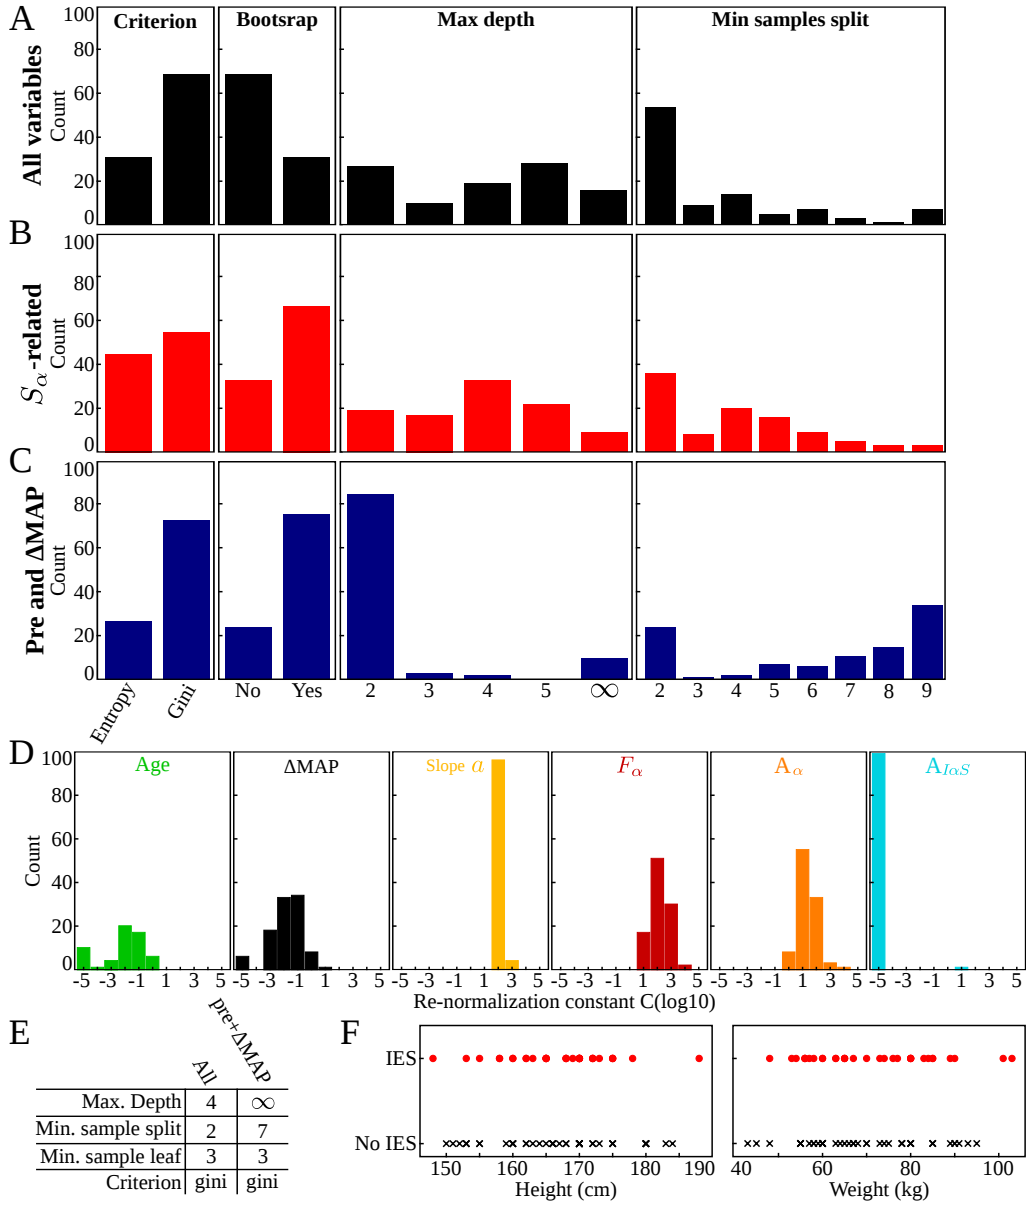 A
Criterion
Bootsrap
Max depth
Min samples split
All variables
Count
100
80
60
40
20
0
B
Sα-related
Count
100
80
60
40
20
0
C
Pre and ΔMAP
Count
100
80
60
40
20
0
Entropy
Gini
No
Yes
2
3
4
5
∞
2
3
4
5
6
7
8
9
D
Age
ΔMAP
Slope a
Fα
Aα
AIαS
Count
100
80
60
40
20
0
-5 -3 -1 1 3 5
-5 -3 -1 1 3 5
-5 -3 -1 1 3 5
-5 -3 -1 1 3 5
-5 -3 -1 1 3 5
-5 -3 -1 1 3 5
Re-normalization constant C(log10)
E
All
pre+ΔMAP
Max. Depth 4 ∞
Min. sample split 2 7
Min. sample leaf 3 3
Criterion gini gini
F
IES
No IES
150 160 170 180 190
Height (cm)
40 60 80 100
Weight (kg)